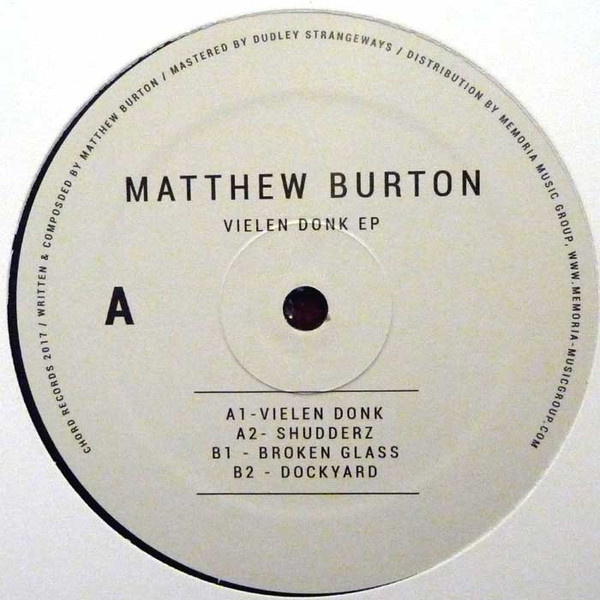 CHORD RECORDS 2017 / WRITTEN & COMPOSDED BY MATTHEW BURTON / MASTERED BY DUDLEY STRANGEWAYS / DISTRIBUTION BY MEMORIA MUSIC GROUP, WWW.MEMORIA-MUSICGROUP.COM
MATTHEW BURTON
VIELEN DONK EP
A
A1-VIELEN DONK
A2- SHUDDERZ
B1 - BROKEN GLASS
B2 - DOCKYARD